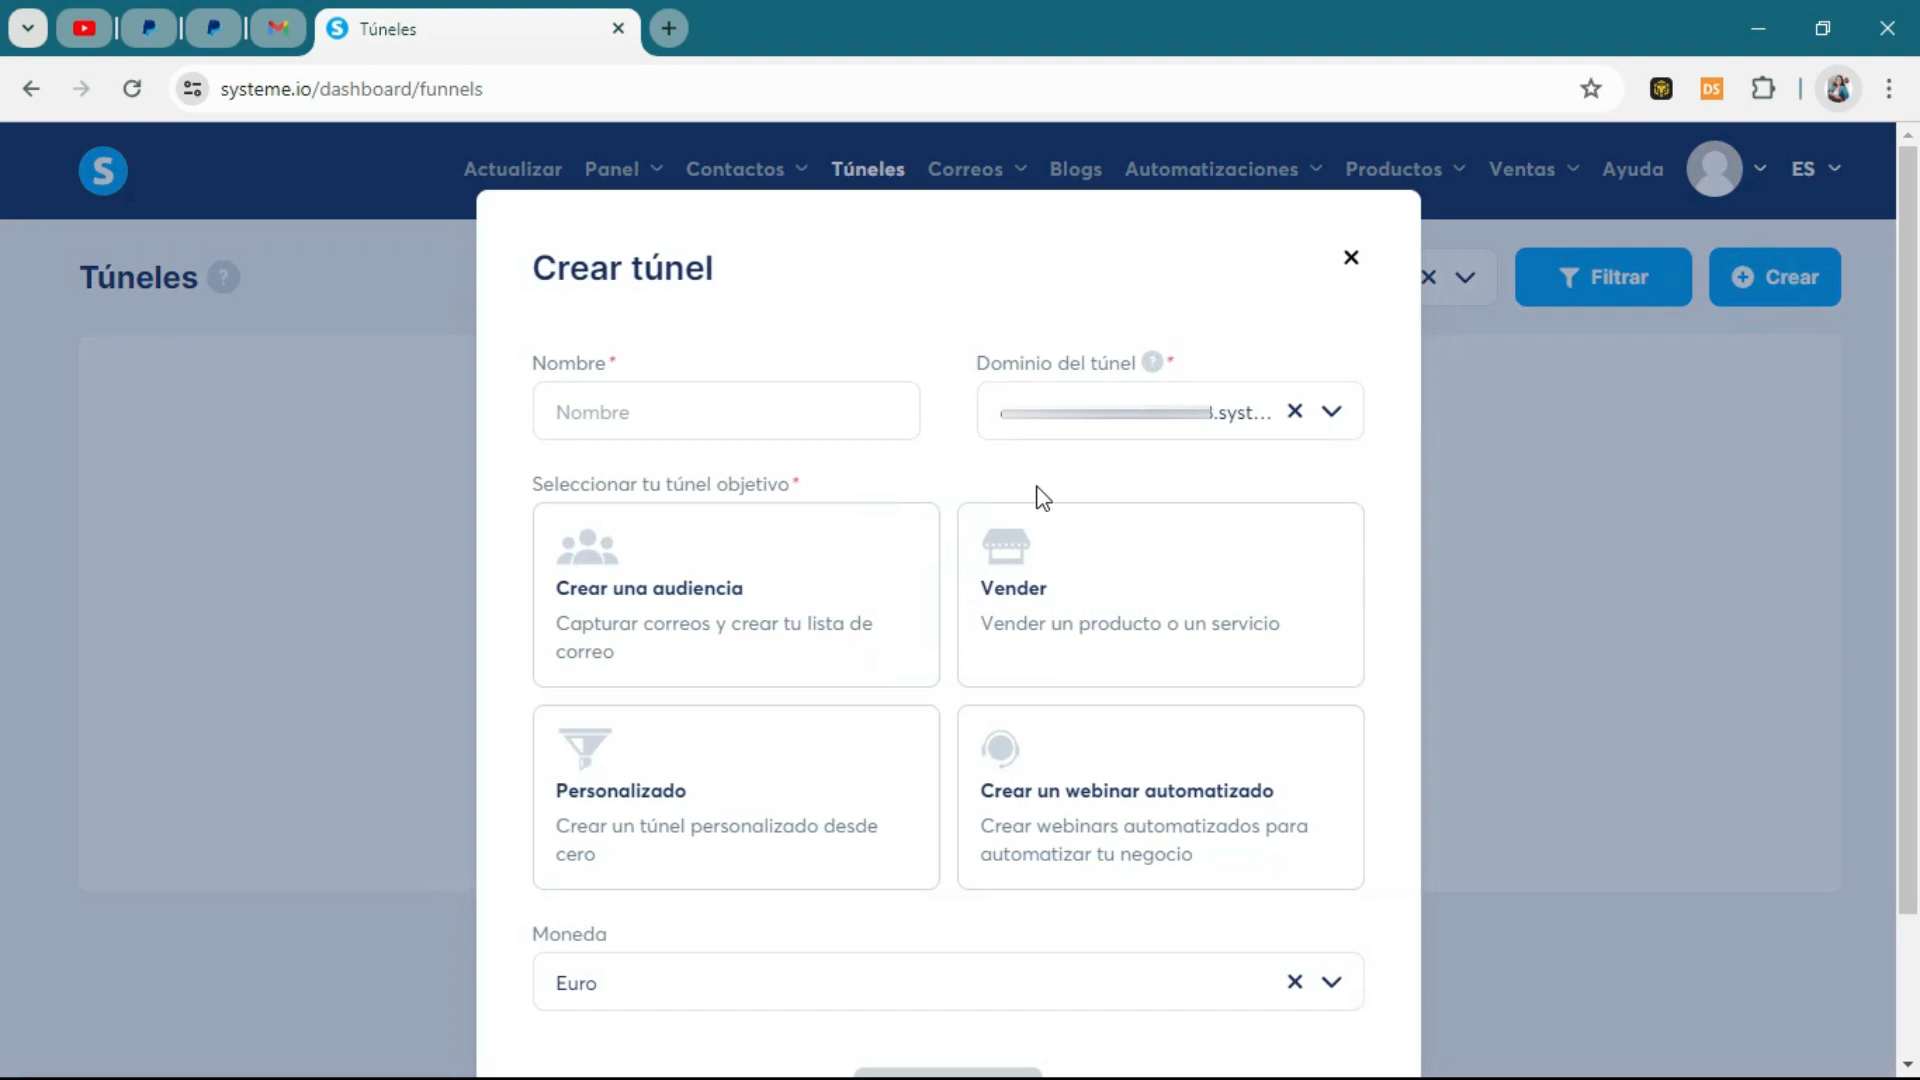 Túneles
systeme.io/dashboard/funnels
DS
S
Actualizar Panel Contactos Túneles Correos Blogs Automatizaciones Productos Ventas Ayuda ES
Túneles ?
Filtrar
Crear
Crear túnel
Nombre*
Dominio del túnel ? *
Nombre
.syst...
Seleccionar tu túnel objetivo*
Crear una audiencia
Capturar correos y crear tu lista de
correo
Vender
Vender un producto o un servicio
Personalizado
Crear un túnel personalizado desde
cero
Crear un webinar automatizado
Crear webinars automatizados para
automatizar tu negocio
Moneda
Euro